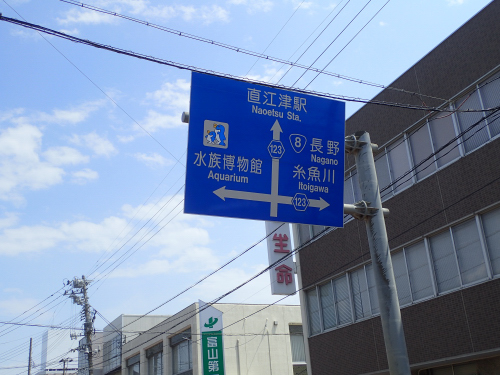 直江津駅
Naoetsu Sta.
123
8
長野
Nagano
水族博物館
Aquarium
糸魚川
Itoigawa
123
生命
富山第